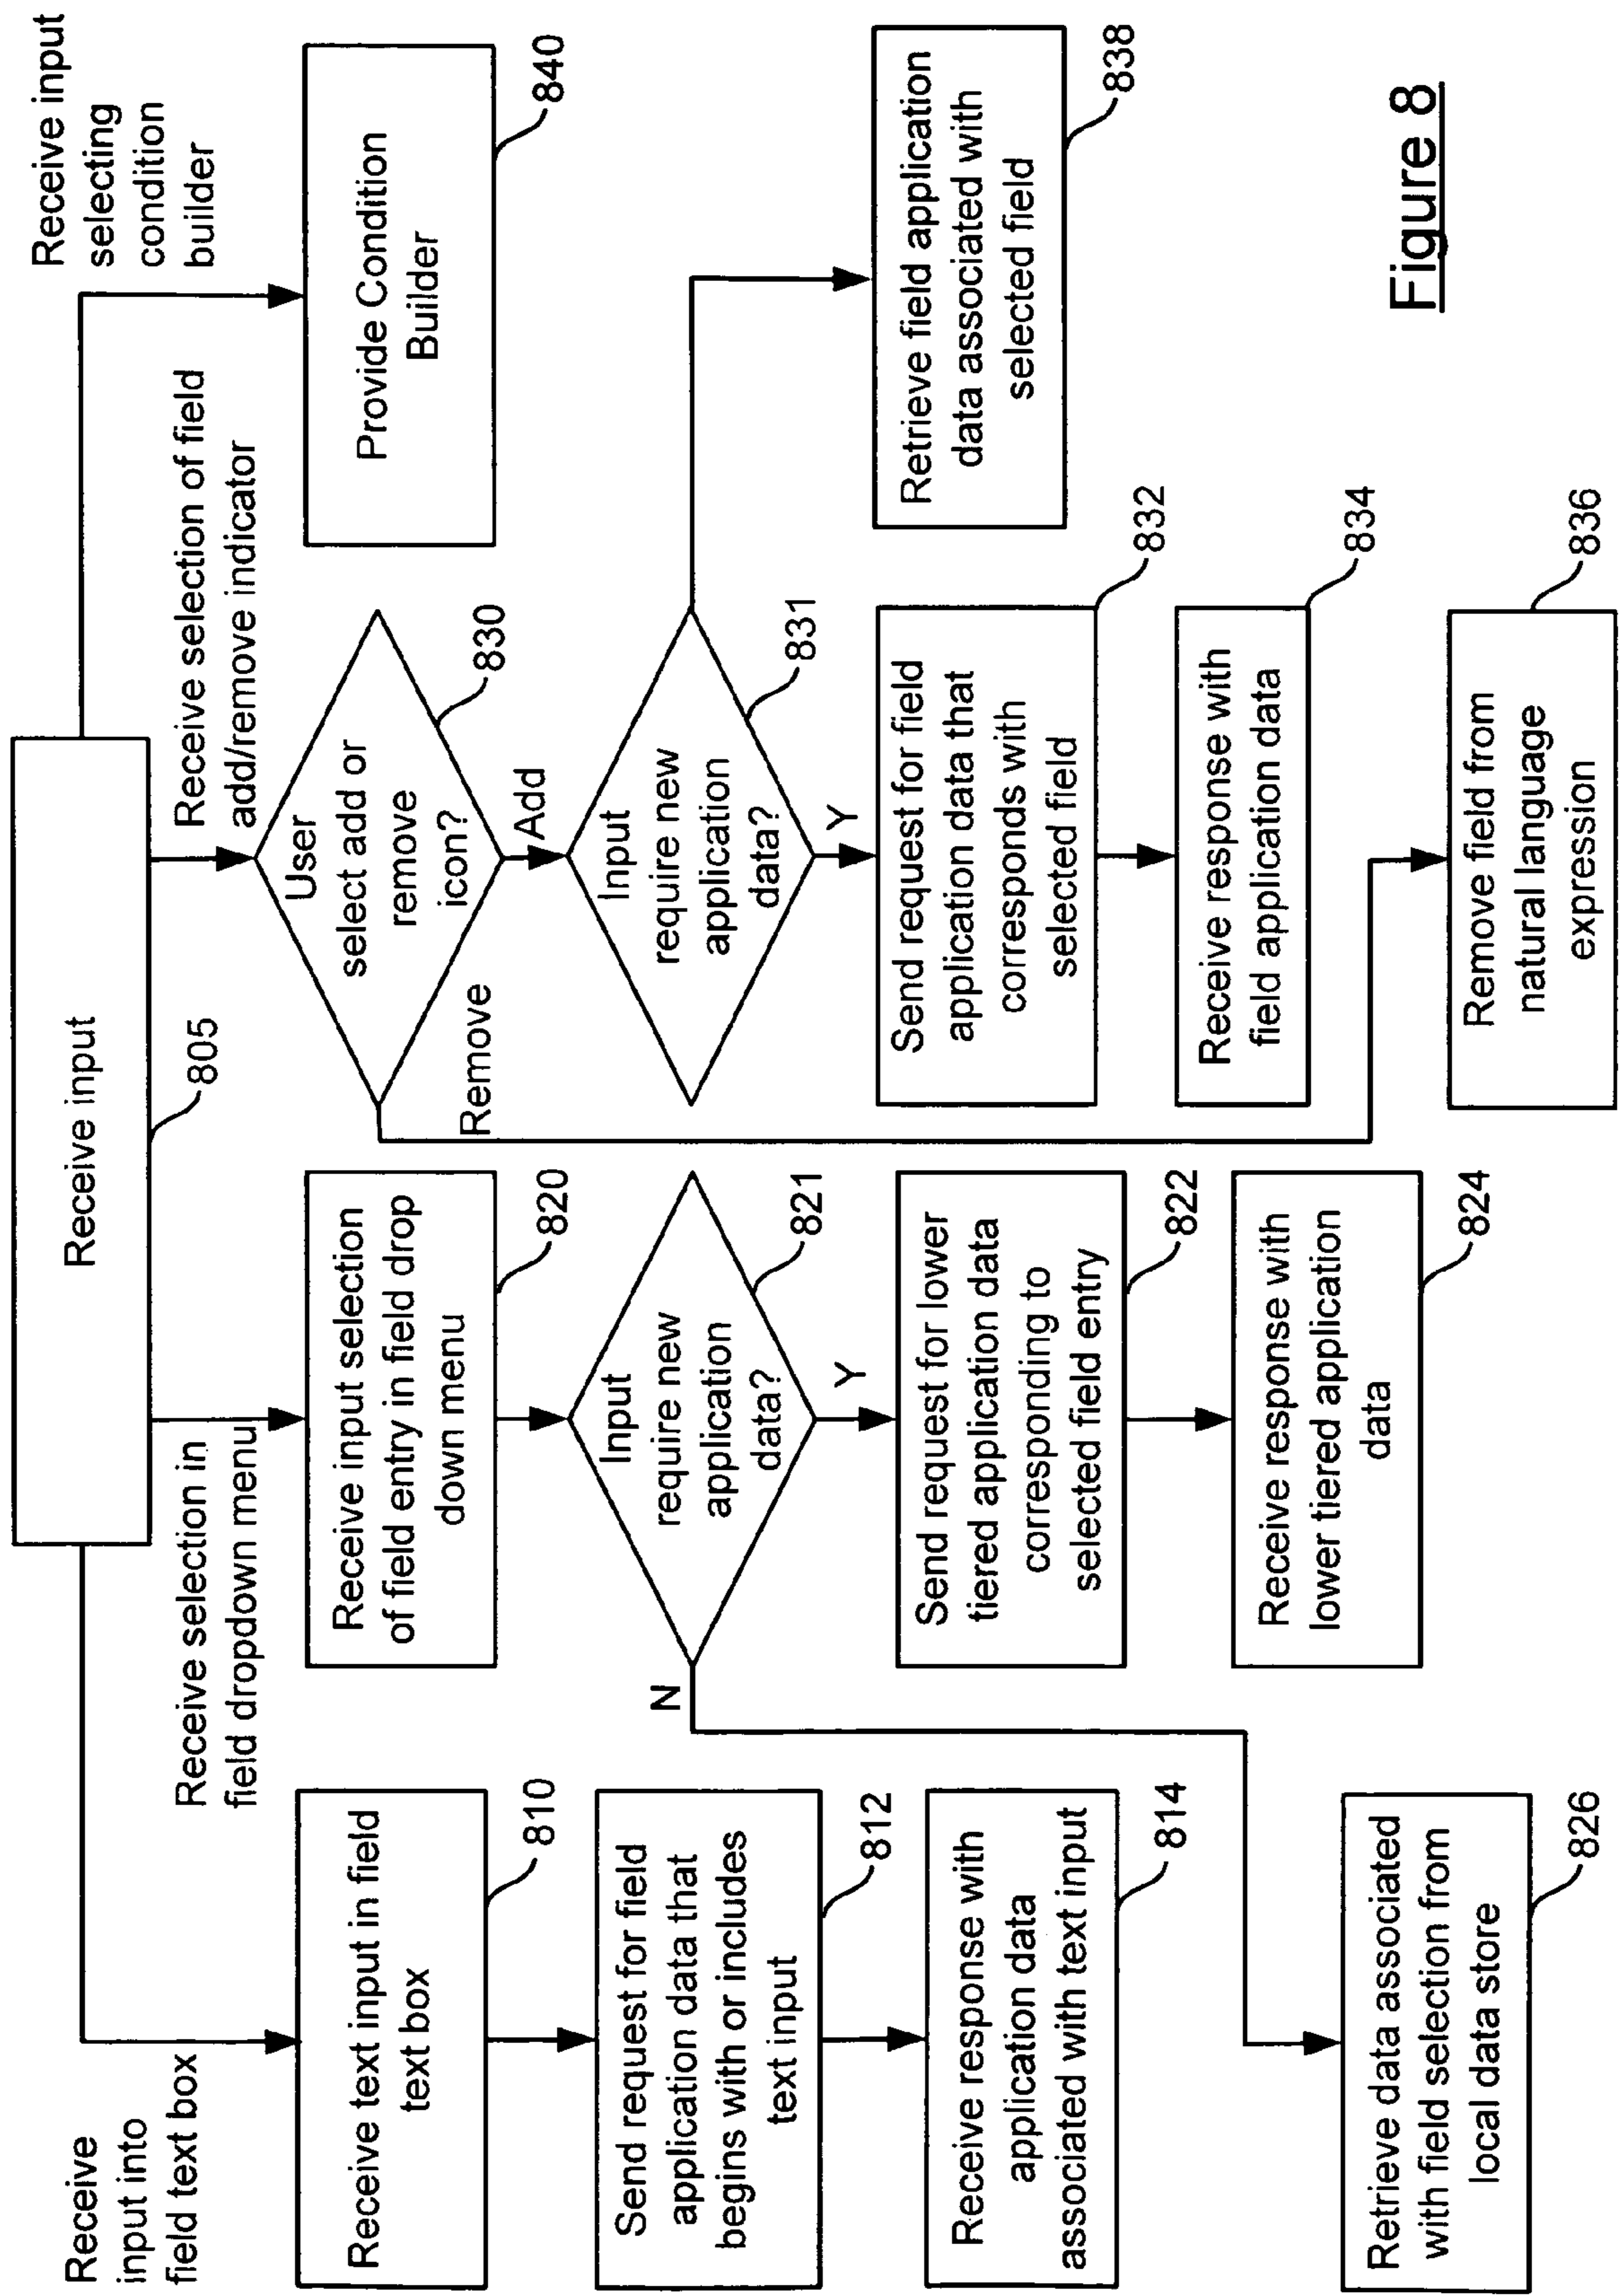 Receive input
805
Receive
input into
field text box
Receive selection in
field dropdown menu
Receive selection of field
add/remove indicator
Receive input
selecting
condition
builder
Receive text input in field
text box
810
Send request for field
application data that
begins with or includes
text input
812
Receive response with
application data
associated with text input
814
Receive input selection
of field entry in field drop
down menu
820
Input
require new
application
data?
821
Y
N
Send request for lower
tiered application data
corresponding to
selected field entry
822
Receive response with
lower tiered application
data
824
Retrieve data associated
with field selection from
local data store
826
User
select add or
remove
icon?
830
Add
Remove
Input
require new
application
data?
831
Y
Send request for field
application data that
corresponds with
selected field
832
Receive response with
field application data
834
Remove field from
natural language
expression
836
Retrieve field application
data associated with
selected field
838
Provide Condition
Builder
840
Figure 8